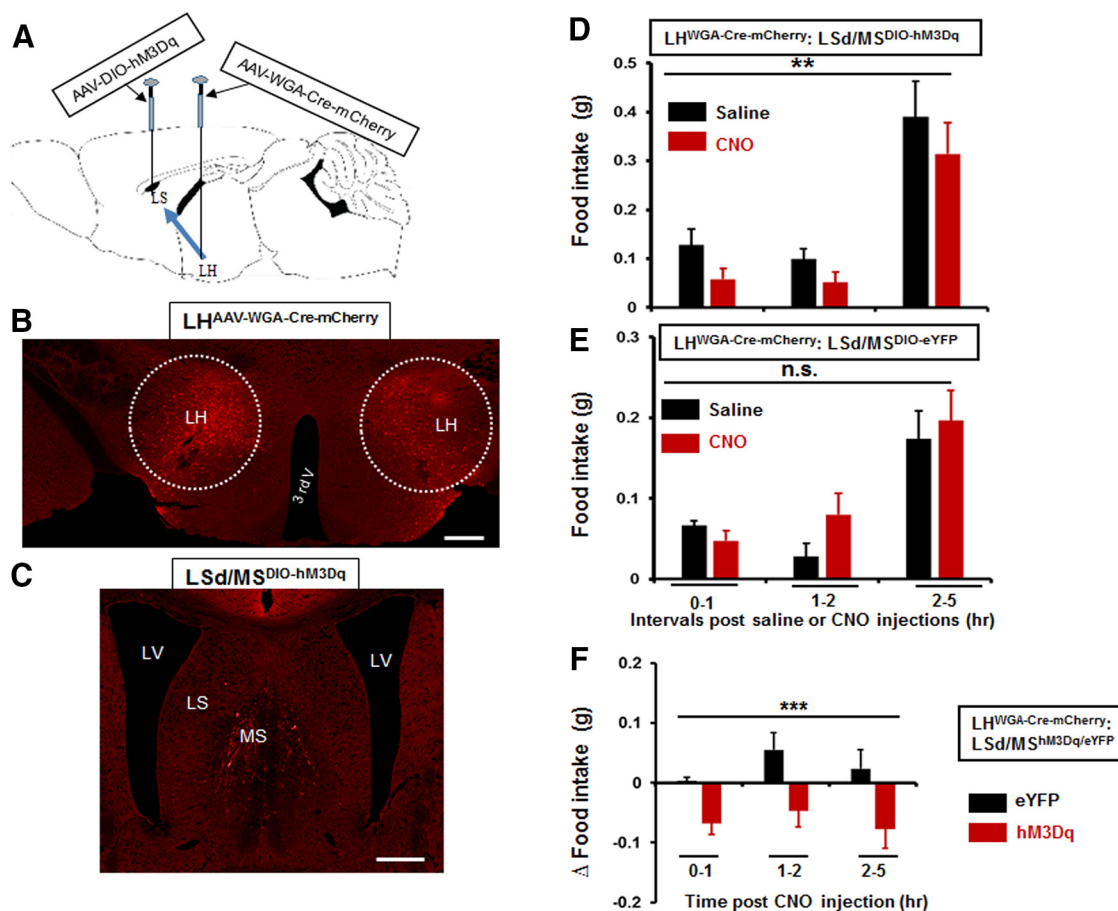 A
AAV-DIO-hM3Dq
AAV-WGA-Cre-mCherry
LS
LH
B
LH^AAV-WGA-Cre-mCherry
LH
LH
3 rd V
C
LSd/MS^DIO-hM3Dq
LV
LV
LS
MS
D
LH^WGA-Cre-mCherry: LSd/MS^DIO-hM3Dq
**
Saline
CNO
Food intake (g)
0.5
0.4
0.3
0.2
0.1
0
E
LH^WGA-Cre-mCherry: LSd/MS^DIO-eYFP
n.s.
Saline
CNO
Food intake (g)
0.3
0.2
0.1
0
0-1 1-2 2-5
Intervals post saline or CNO injections (hr)
F
***
Δ Food intake (g)
0.2
0.1
0
-0.1
-0.2
0-1 1-2 2-5
Time post CNO injection (hr)
LH^WGA-Cre-mCherry:
LSd/MS^hM3Dq/eYFP
eYFP
hM3Dq